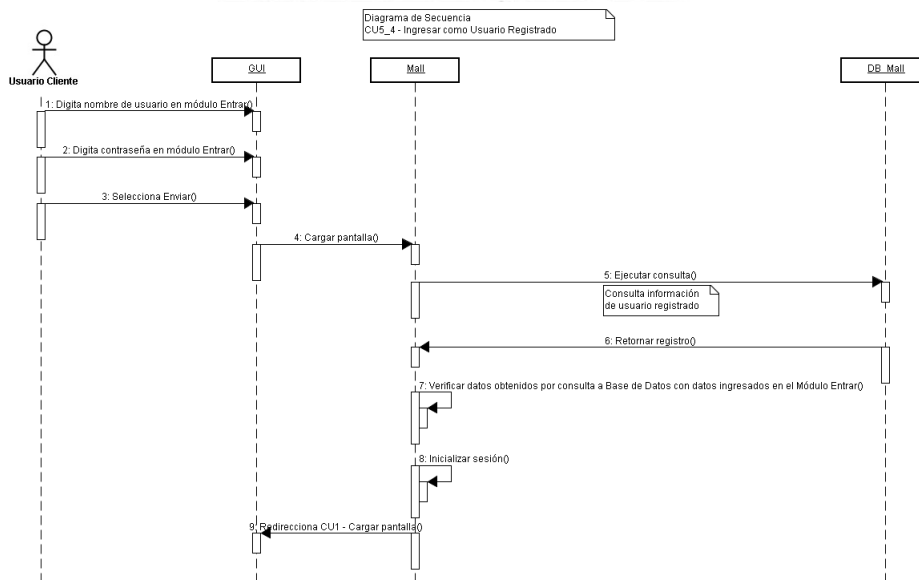 Diagrama de Secuencia
CU5_4 - Ingresar como Usuario Registrado
Usuario Cliente
GUI
Mall
DB_Mall
1: Digita nombre de usuario en módulo Entrar()
2: Digita contraseña en módulo Entrar()
3: Selecciona Enviar()
4: Cargar pantalla()
5: Ejecutar consulta()
Consulta información
de usuario registrado
6: Retornar registro()
7: Verificar datos obtenidos por consulta a Base de Datos con datos ingresados en el Módulo Entrar()
8: Inicializar sesión()
9: Redirecciona CU1 - Cargar pantalla()